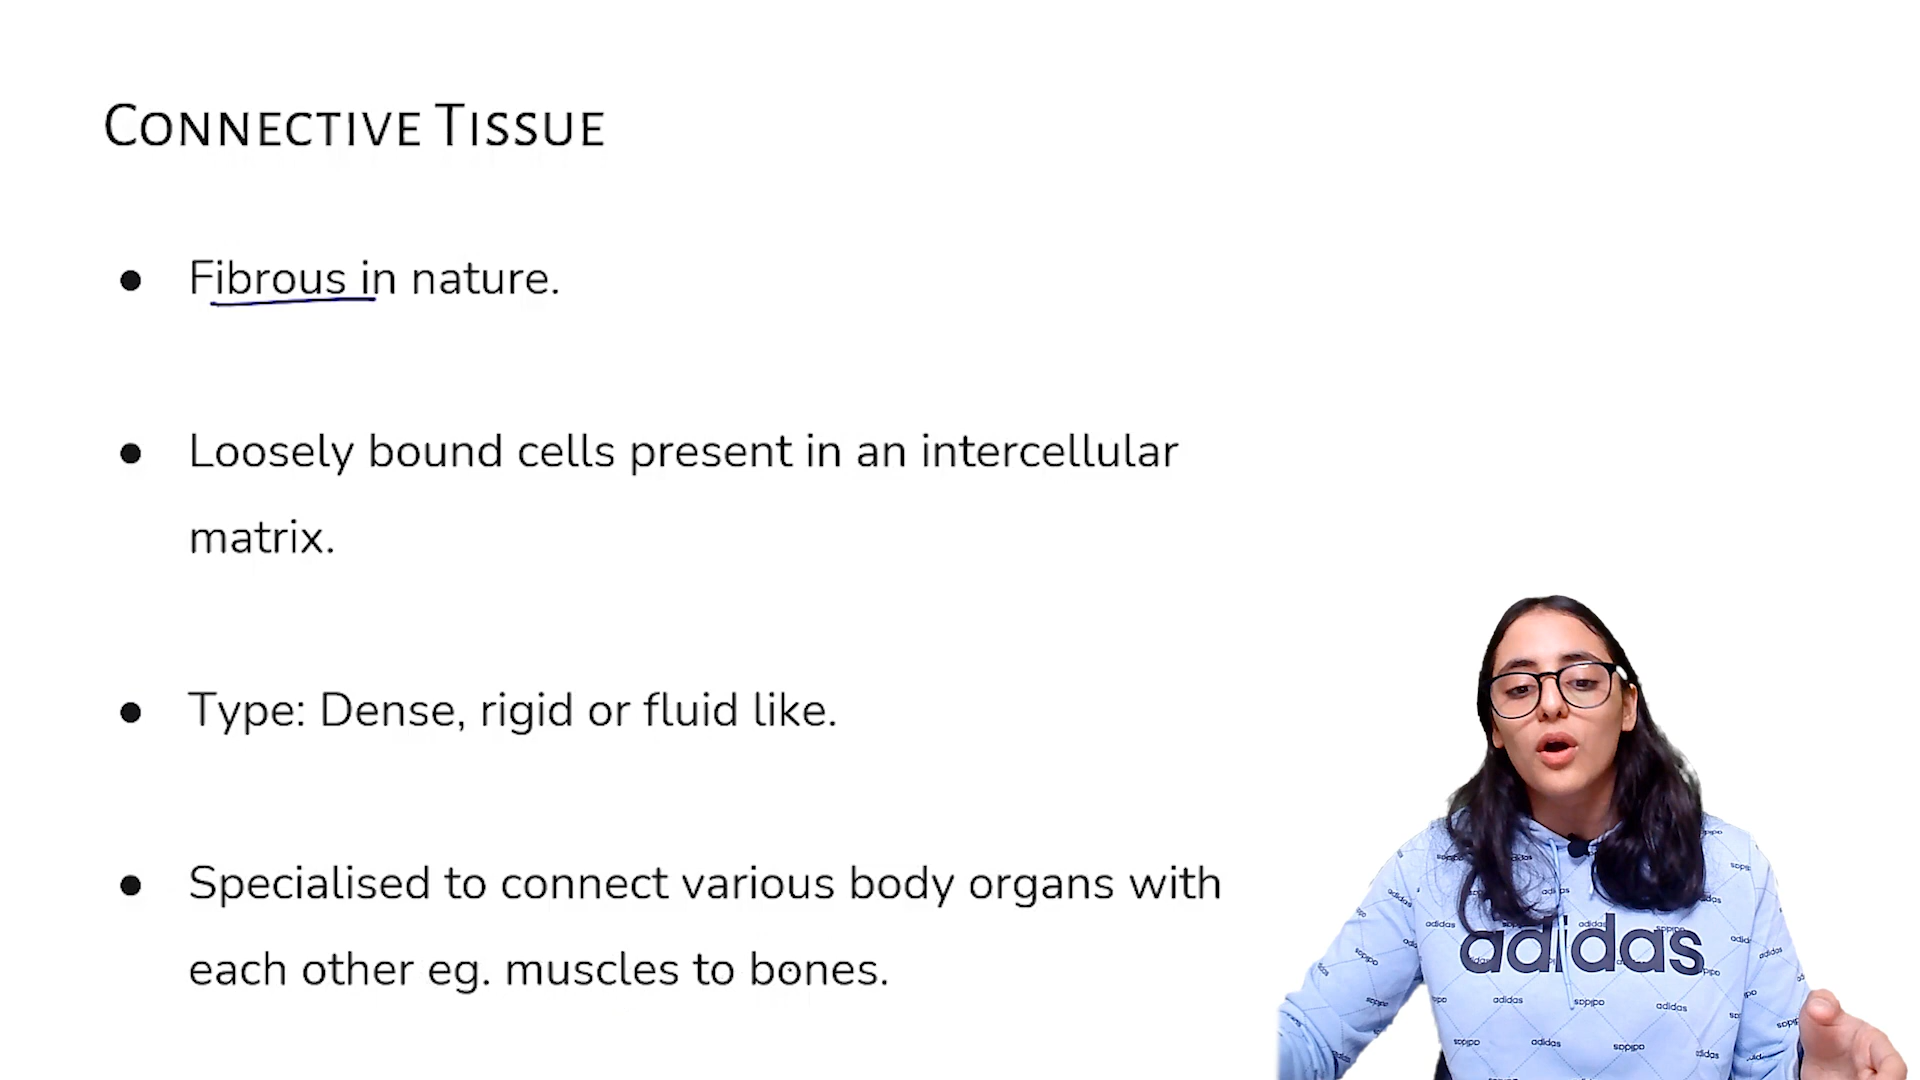 CONNECTIVE TISSUE
● Fibrous in nature.
● Loosely bound cells present in an intercellular
matrix.
● Type: Dense, rigid or fluid like.
● Specialised to connect various body organs with
each other eg. muscles to bones.
adidas